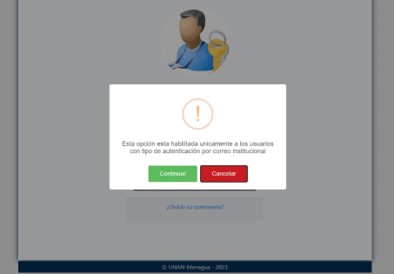 Esta opción esta habilitada unicamente a los usuarios
con tipo de autenticación por correo institucional
Continuar
Cancelar
¿Olvido su contraseña?
© UNAN-Managua - 2023